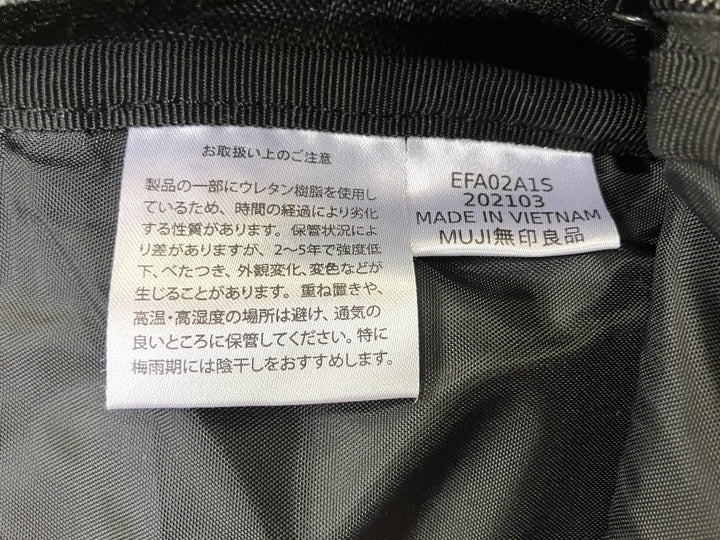 お取扱い上のご注意
製品の一部にウレタン樹脂を使用し
ているため、時間の経過により劣化
する性質があります。保管状況によ
り差がありますが、2～5年で強度低
下、べたつき、外観変化、変色などが
生じることがあります。重ね置きや、
高温・高湿度の場所は避け、通気の
良いところに保管してください。特に
梅雨期には陰干しをおすすめします。
EFA02A1S
202103
MADE IN VIETNAM
MUJI無印良品